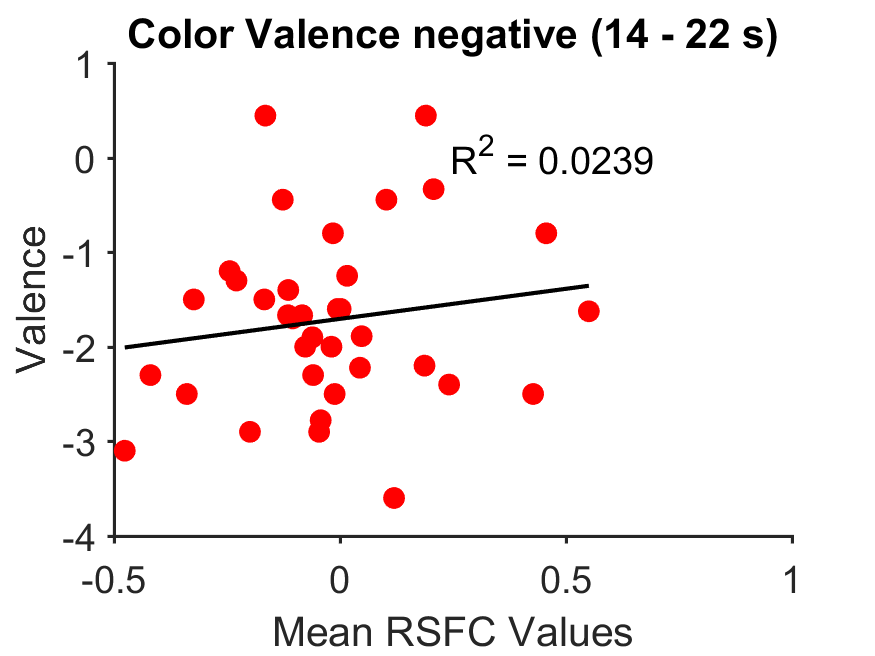 Color Valence negative (14 - 22 s)
1
0
-1
-2
-3
-4
Valence
R² = 0.0239
-0.5
0
0.5
1
Mean RSFC Values